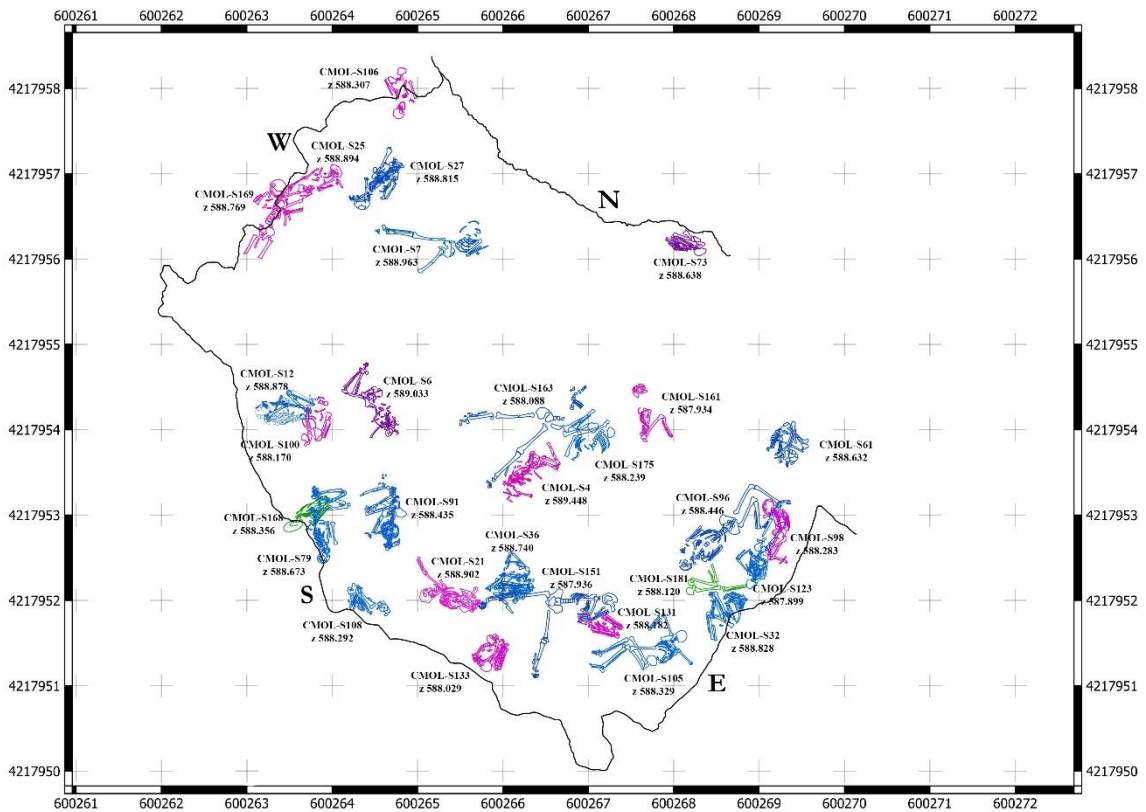 600261 600262 600263 600264 600265 600266 600267 600268 600269 600270 600271 600272
4217958 4217958
CMOL-S106
z 588.307
W
CMOL-S25
z 588.894
CMOL-S27
z 588.815
4217957 4217957
CMOL-S169
z 588.769
N
CMOL-S7
z 588.963
4217956 4217956
CMOL-S73
z 588.638
4217955 4217955
CMOL-S12
z 588.878
CMOL-S6
z 589.033
CMOL-S163
z 588.088
CMOL-S161
z 587.934
4217954 4217954
CMOL-S100
z 588.170
CMOL-S175
z 588.239
CMOL-S61
z 588.632
CMOL-S4
z 589.448
CMOL-S91
z 588.435
CMOL-S96
z 588.446
4217953 4217953
CMOL-S168
z 588.356
CMOL-S36
z 588.740
CMOL-S98
z 588.283
CMOL-S79
z 588.673
CMOL-S21
z 588.902
CMOL-S151
z 587.936
CMOL-S181
z 588.120
CMOL-S123
z 587.899
S
4217952 4217952
CMOL-S108
z 588.292
CMOL-S131
z 588.182
CMOL-S32
z 588.828
CMOL-S133
z 588.029
CMOL-S105
z 588.329
E
4217951 4217951
4217950 4217950
600261 600262 600263 600264 600265 600266 600267 600268 600269 600270 600271 600272